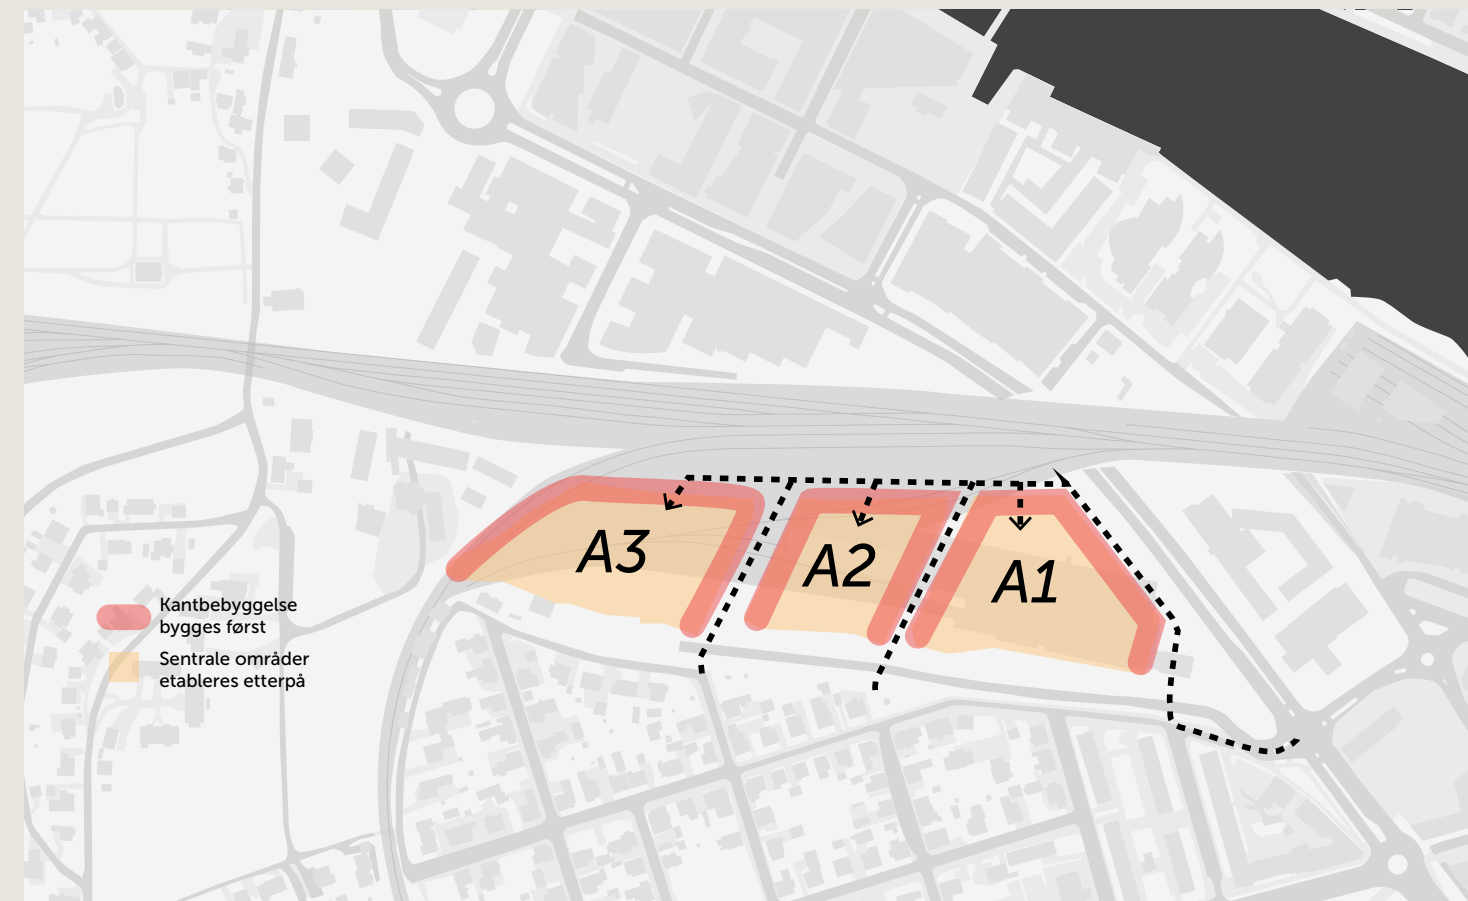 A3
A2
A1
Kantbebyggelse
bygges først
Sentrale områder
etableres etterpå